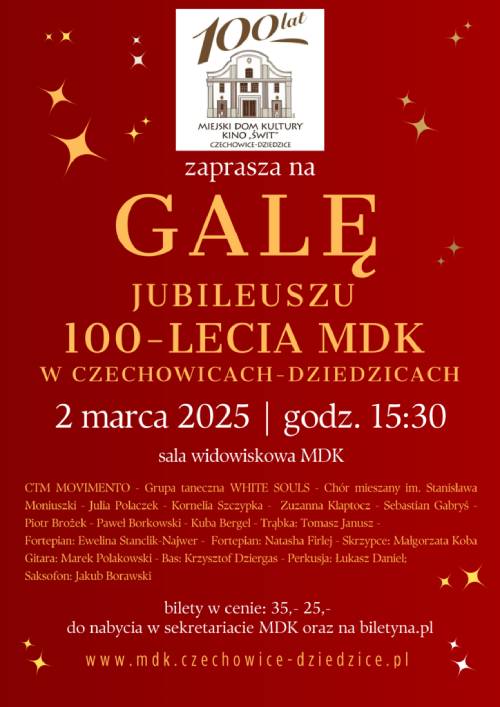 100 lat
MIEJSKI DOM KULTURY
KINO „ŚWIT”
CZECHOWICE-DZIEDZICE
zaprasza na
GALĘ
JUBILEUSZU
100-LECIA MDK
W CZECHOWICACH-DZIEDZICACH
2 marca 2025 | godz. 15:30
sala widowiskowa MDK
CTM MOVIMENTO - Grupa taneczna WHITE SOULS - Chór mieszany im. Stanisława
Moniuszki - Julia Polaczek - Kornelia Szczypka - Zuzanna Kłaptocz - Sebastian Gabryś -
Piotr Brożek - Paweł Borkowski - Kuba Bergel - Trąbka: Tomasz Janusz -
Fortepian: Ewelina Stanclik-Najwer - Fortepian: Natasha Firlej - Skrzypce: Małgorzata Koba
Gitara: Marek Polakowski - Bas: Krzysztof Dziergas - Perkusja: Łukasz Daniel;
Saksofon: Jakub Borawski
bilety w cenie: 35,- 25,-
do nabycia w sekretariacie MDK oraz na biletyna.pl
www.mdk.czechowice-dziedzice.pl